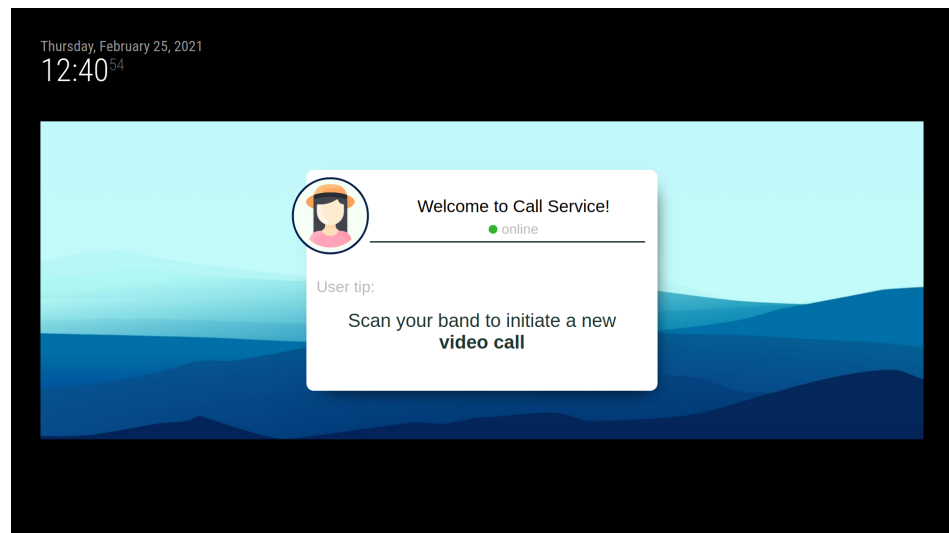 Thursday, February 25, 2021
12:40 54
Welcome to Call Service!
online
User tip:
Scan your band to initiate a new
video call